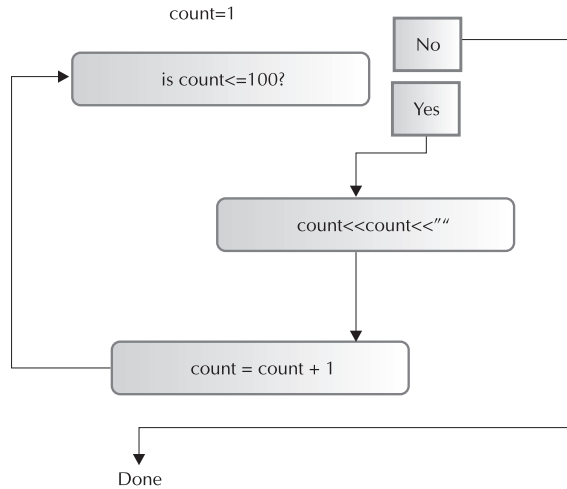 count=1
No
is count<=100?
Yes
count<<count<<”“
count = count + 1
Done